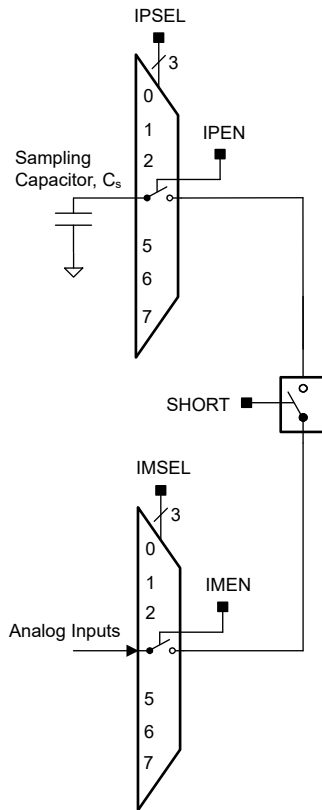 IPSEL
3
0
1
2
IPEN
Sampling
Capacitor, Cs
5
6
7
SHORT
IMSEL
3
0
1
2
IMEN
Analog Inputs
5
6
7